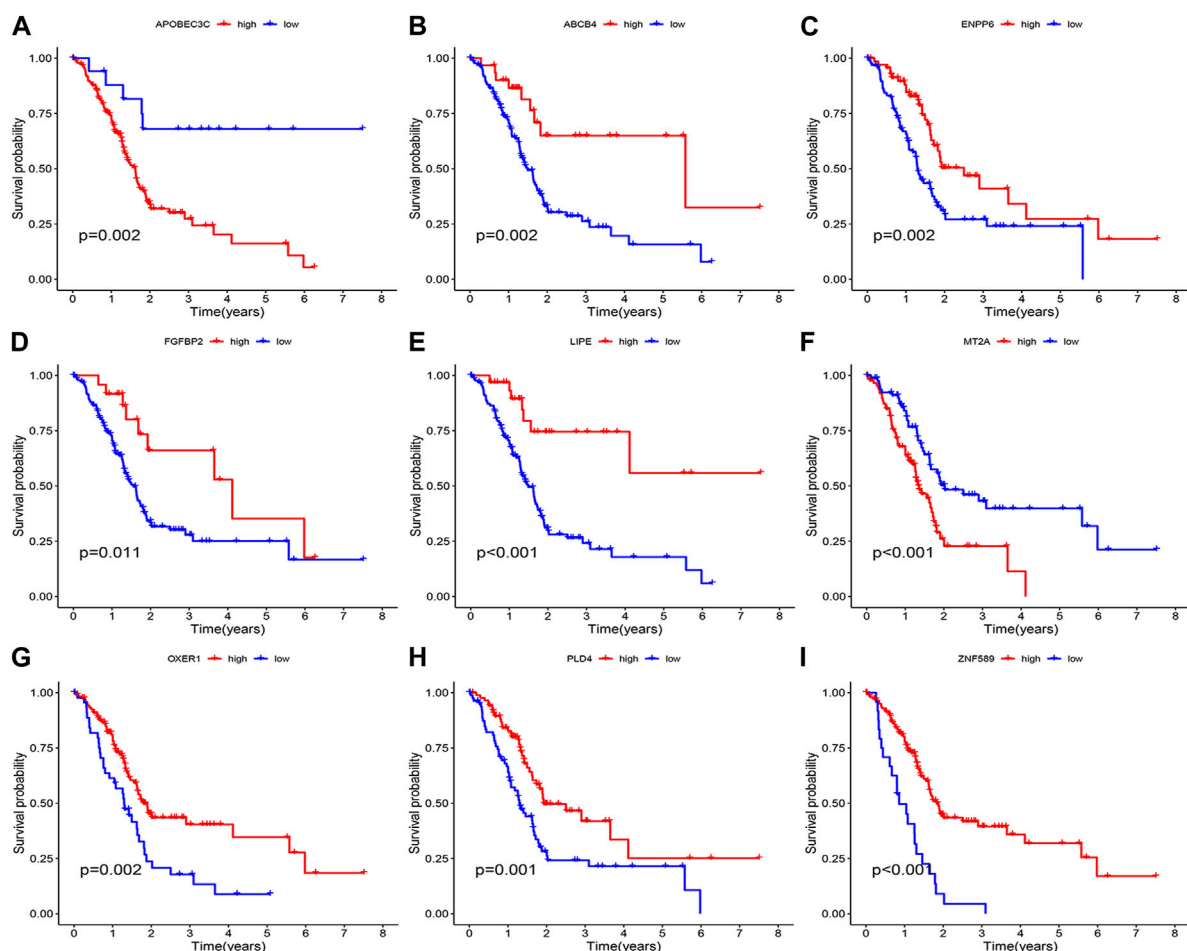 A
APOBEC3C high low
Survival probability
1.00
0.75
0.50
0.25
0.00
p=0.002
0 1 2 3 4 5 6 7 8
Time(years)
B
ABCB4 high low
Survival probability
1.00
0.75
0.50
0.25
0.00
p=0.002
0 1 2 3 4 5 6 7 8
Time(years)
C
ENPP6 high low
Survival probability
1.00
0.75
0.50
0.25
0.00
p=0.002
0 1 2 3 4 5 6 7 8
Time(years)
D
FGFBP2 high low
Survival probability
1.00
0.75
0.50
0.25
0.00
p=0.011
0 1 2 3 4 5 6 7 8
Time(years)
E
LIPE high low
Survival probability
1.00
0.75
0.50
0.25
0.00
p<0.001
0 1 2 3 4 5 6 7 8
Time(years)
F
MT2A high low
Survival probability
1.00
0.75
0.50
0.25
0.00
p<0.001
0 1 2 3 4 5 6 7 8
Time(years)
G
OXER1 high low
Survival probability
1.00
0.75
0.50
0.25
0.00
p=0.002
0 1 2 3 4 5 6 7 8
Time(years)
H
PLD4 high low
Survival probability
1.00
0.75
0.50
0.25
0.00
p=0.001
0 1 2 3 4 5 6 7 8
Time(years)
I
ZNF589 high low
Survival probability
1.00
0.75
0.50
0.25
0.00
p<0.001
0 1 2 3 4 5 6 7 8
Time(years)